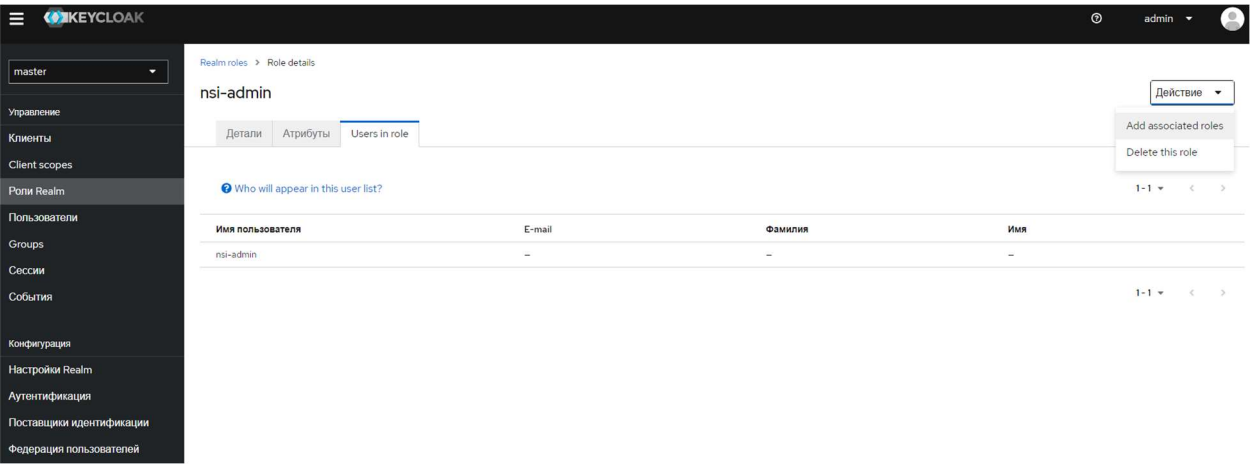 KEYCLOAK
admin
master
Управление
Клиенты
Client scopes
Роли Realm
Пользователи
Groups
Сессии
События
Конфигурация
Настройки Realm
Аутентификация
Поставщики идентификации
Федерация пользователей
Realm roles > Role details
nsi-admin
Действие
Add associated roles
Delete this role
Детали Атрибуты Users in role
Who will appear in this user list?
1-1
Имя пользователя E-mail Фамилия Имя
nsi-admin – – –
1-1